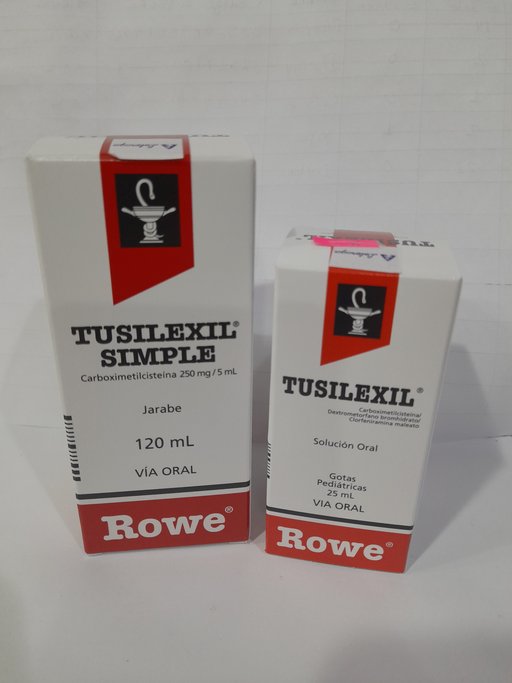 TUSILEXIL®
SIMPLE
Carboximetilcisteína 250 mg / 5 mL
Jarabe
120 mL
VÍA ORAL
Rowe®
TUSILEXIL®
Carboximetilcisteína/
Dextrometorfano bromhidrato/
Clorfeniramina maleato
Solución Oral
Gotas
Pediátricas
25 mL
VIA ORAL
Rowe®